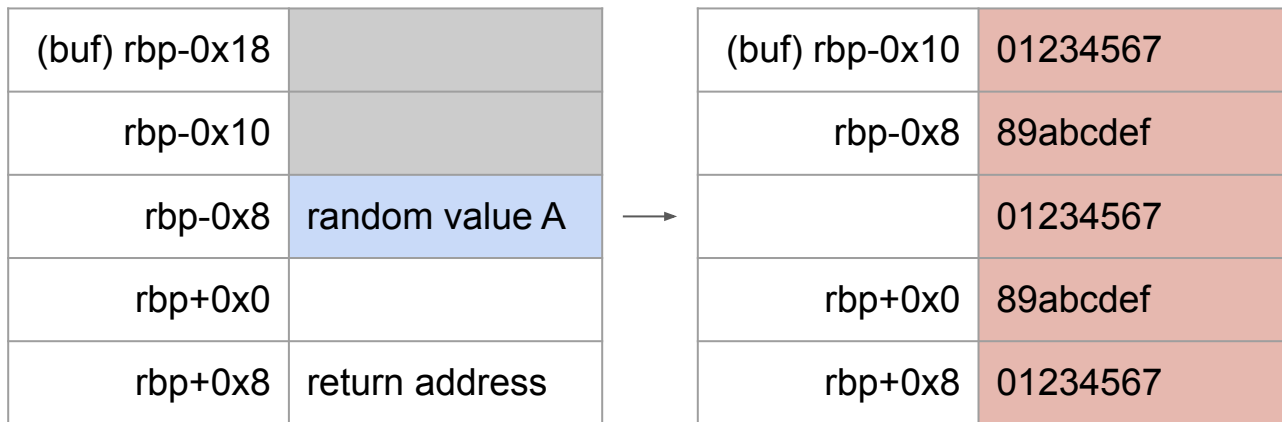 (buf) rbp-0x18
rbp-0x10
rbp-0x8 random value A
rbp+0x0
rbp+0x8 return address
(buf) rbp-0x10 01234567
rbp-0x8 89abcdef
01234567
rbp+0x0 89abcdef
rbp+0x8 01234567